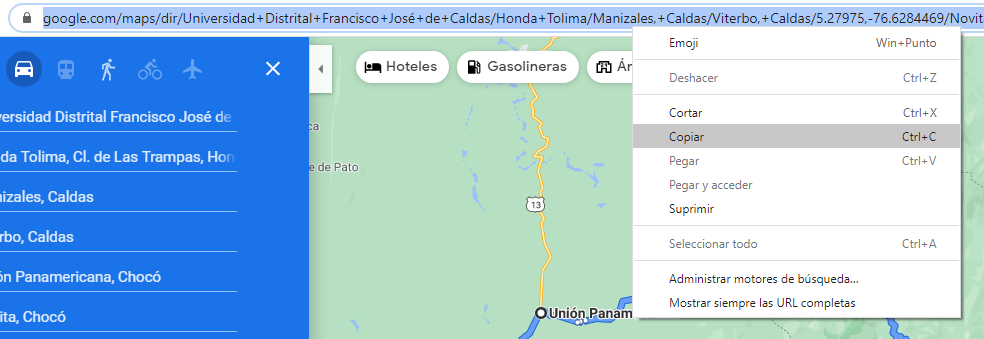 google.com/maps/dir/Universidad+Distrital+Francisco+José+de+Caldas/Honda+Tolima/Manizales,+Caldas/Viterbo,+Caldas/5.27975,-76.6284469/Novit
Hoteles
Gasolineras
Ár
versidad Distrital Francisco José de
da Tolima, Cl. de Las Trampas, Hon
nizales, Caldas
rbo, Caldas
ón Panamericana, Chocó
ita, Chocó
ca
e de Pato
13
Unión Panam
Emoji Win+Punto
Deshacer Ctrl+Z
Cortar Ctrl+X
Copiar Ctrl+C
Pegar Ctrl+V
Pegar y acceder
Suprimir
Seleccionar todo Ctrl+A
Administrar motores de búsqueda...
Mostrar siempre las URL completas